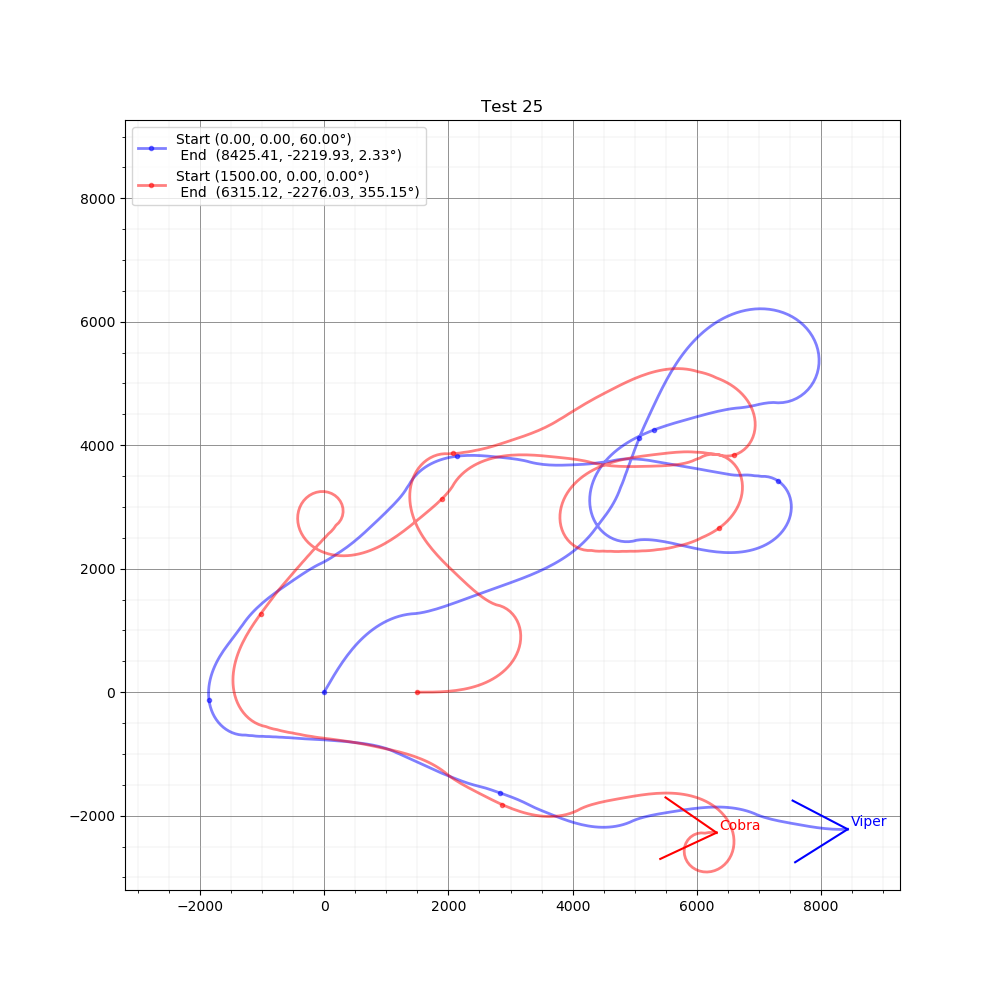 Test 25
Start (0.00, 0.00, 60.00°)
End  (8425.41, -2219.93, 2.33°)
Start (1500.00, 0.00, 0.00°)
End  (6315.12, -2276.03, 355.15°)
8000
6000
4000
2000
0
−2000
Cobra
Viper
−2000
0
2000
4000
6000
8000